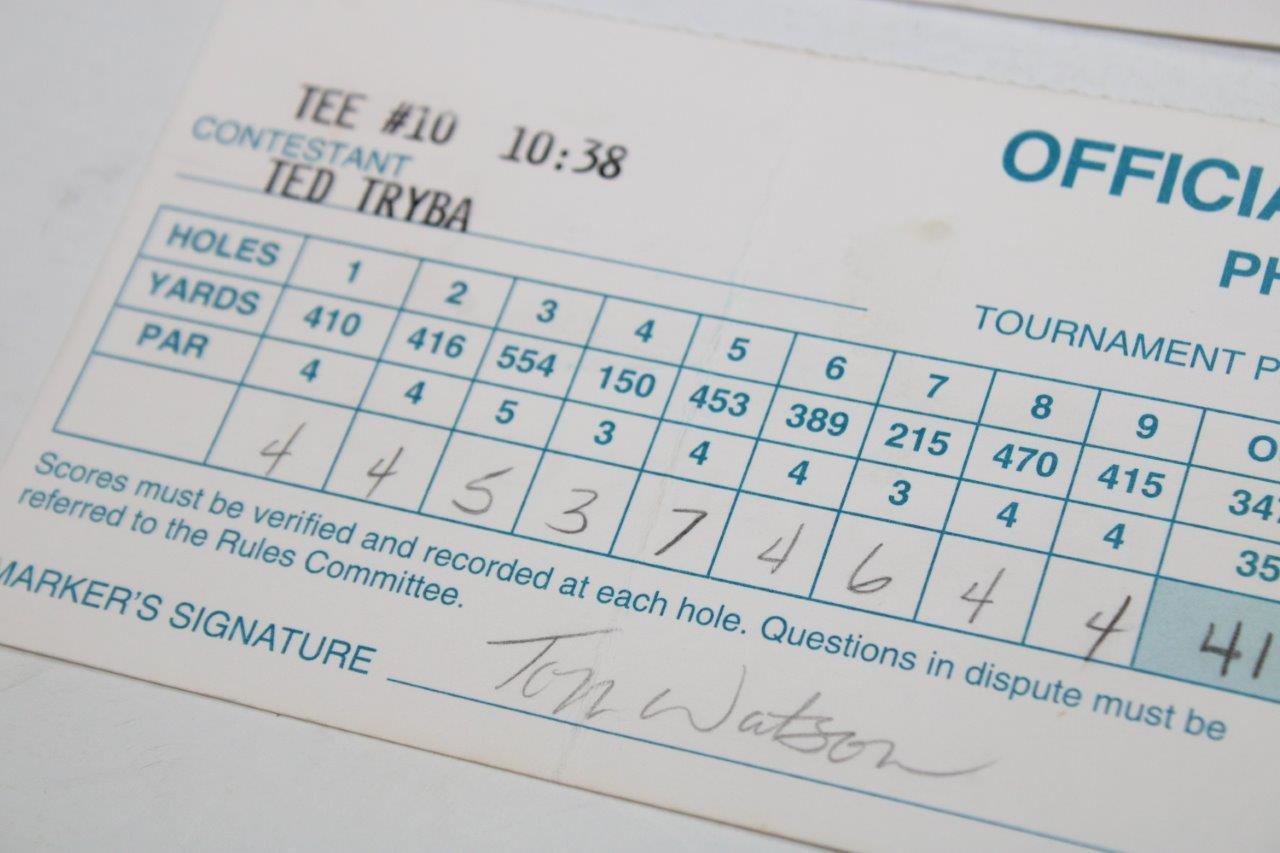 TEE #10 10:38
CONTESTANT
TED TRYBA
OFFICIA
PH
TOURNAMENT P
HOLES 1 2 3 4 5 6 7 8 9 O
YARDS 410 416 554 150 453 389 215 470 415 347
PAR 4 4 5 3 4 4 3 4 4 35
4 4 5 3 7 4 6 4 4 41
Scores must be verified and recorded at each hole. Questions in dispute must be
referred to the Rules Committee.
MARKER'S SIGNATURE Tom Watson